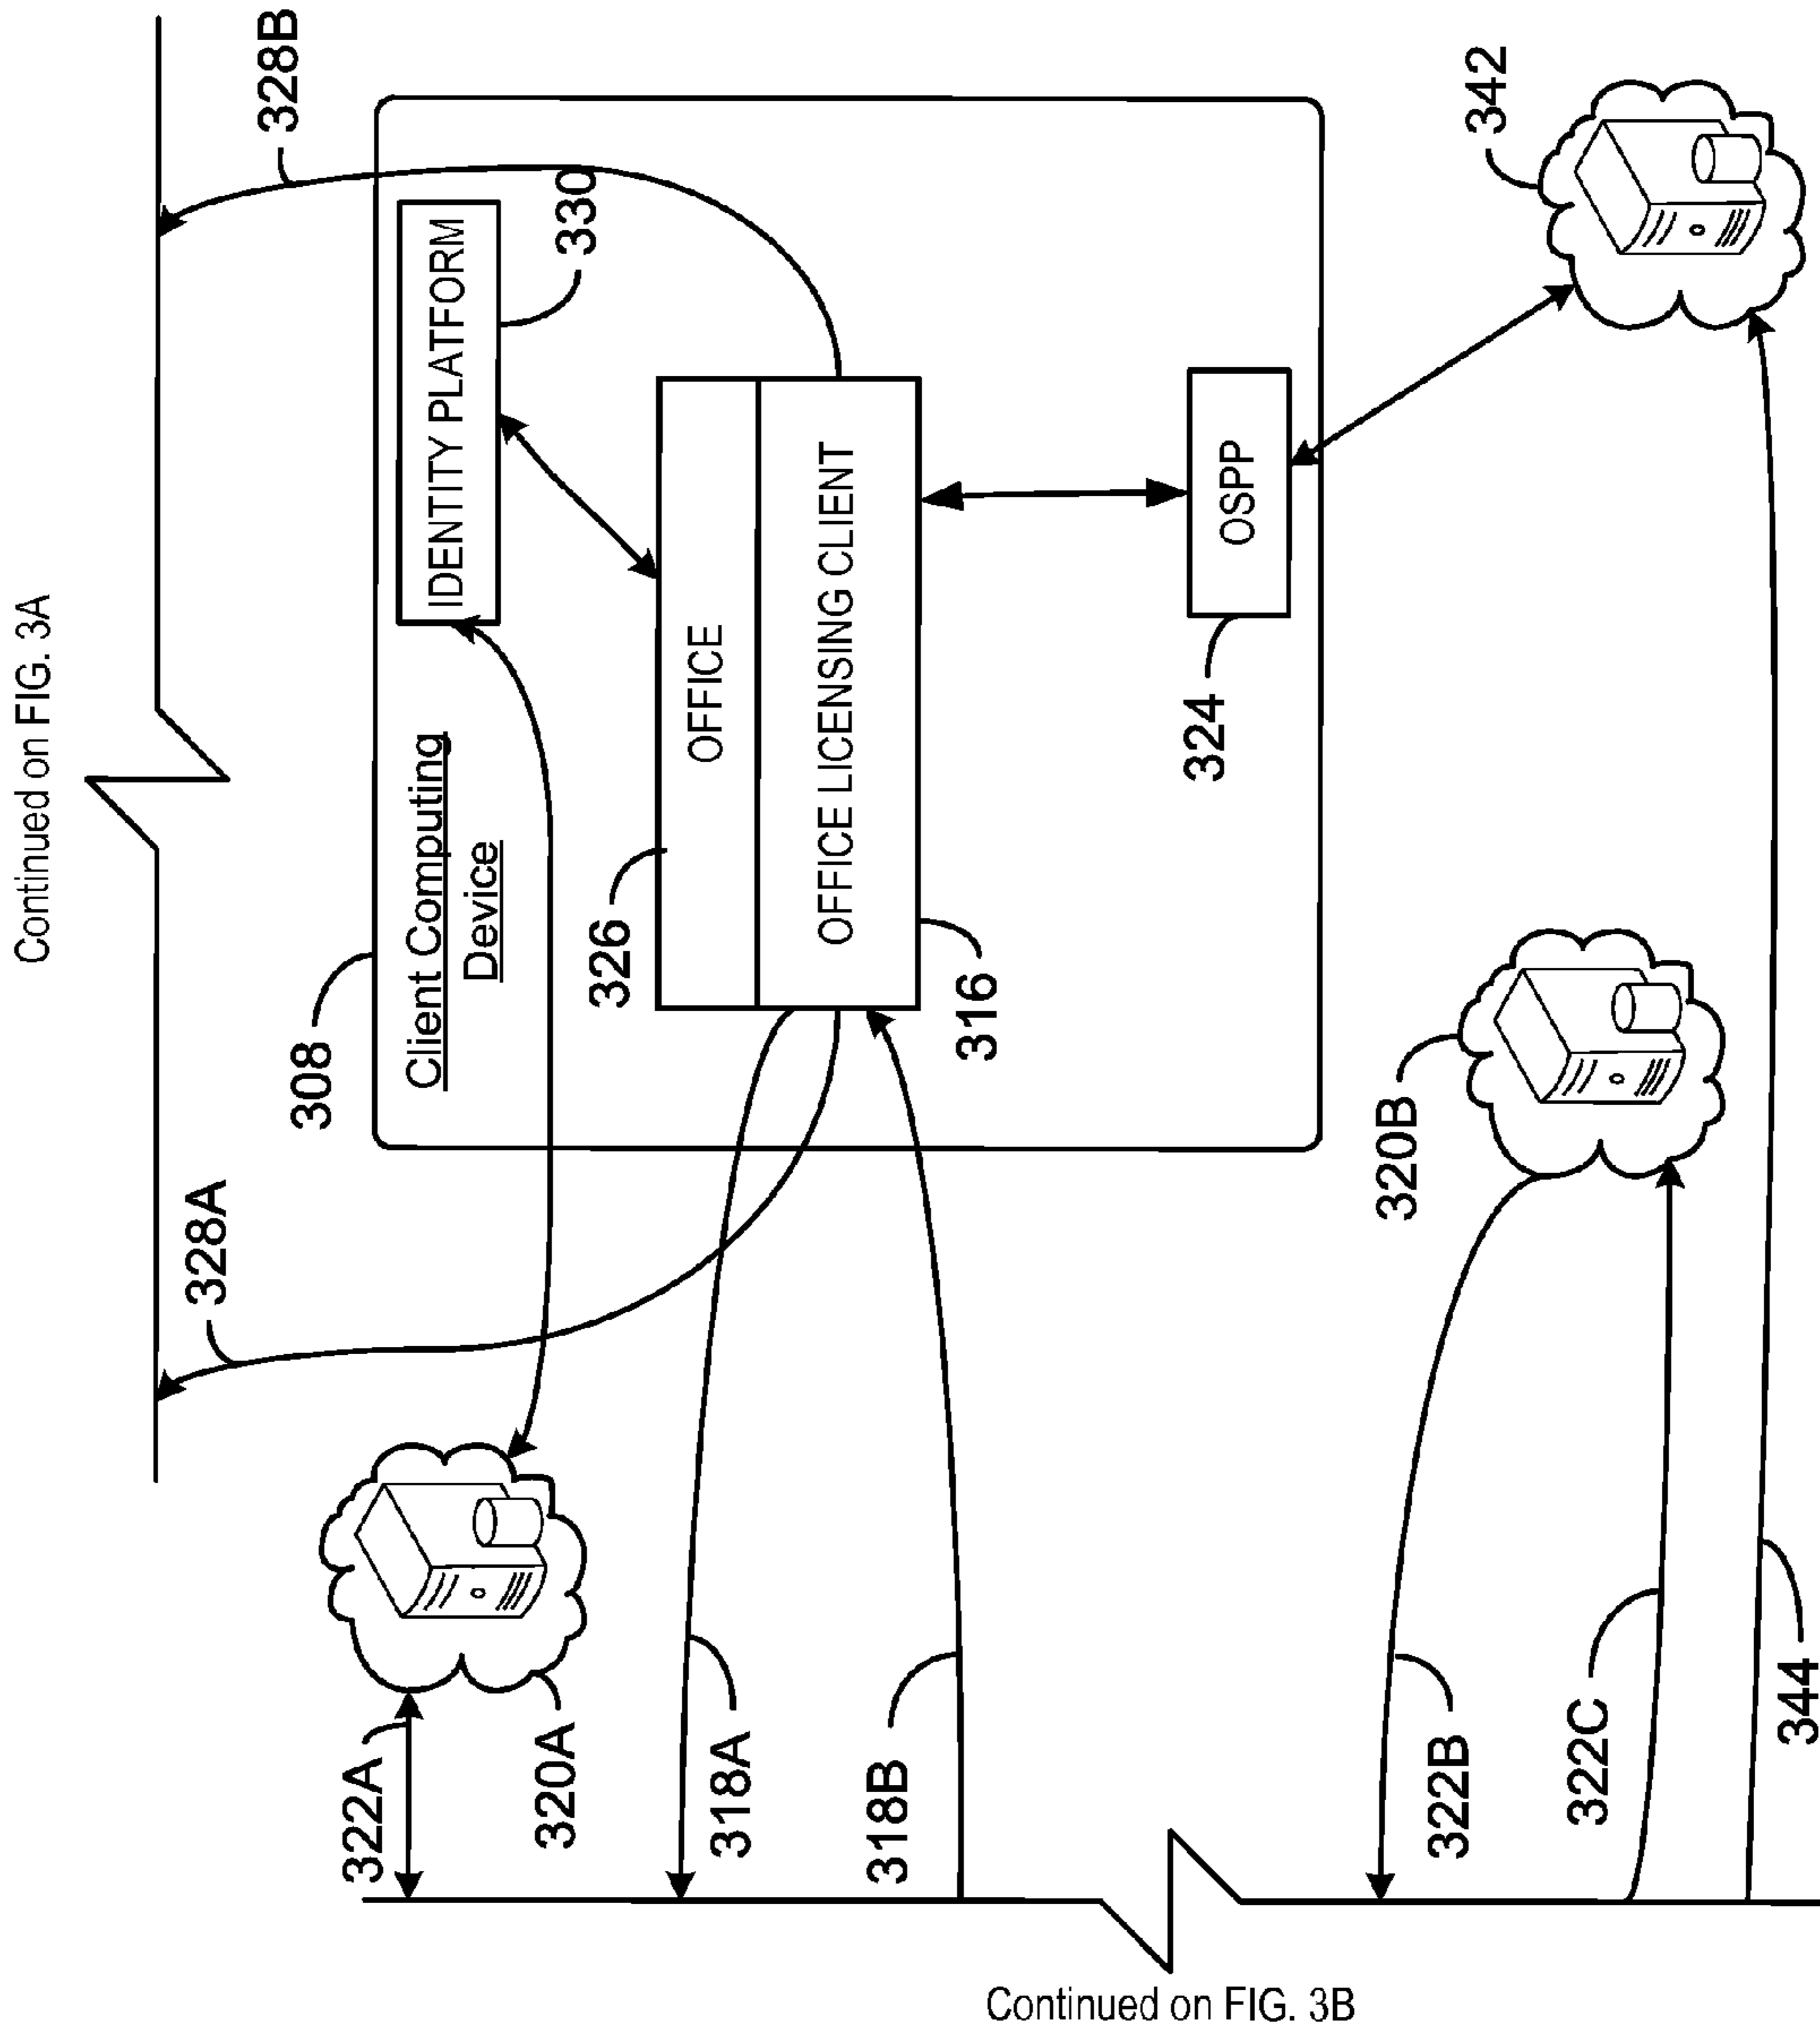 Continued on FIG. 3A
328B
328A
308
Client Computing
Device
IDENTITY PLATFORM
330
322A
320A
326
OFFICE
OFFICE LICENSING CLIENT
316
318A
318B
324
OSPP
342
320B
322B
322C
344
Continued on FIG. 3B